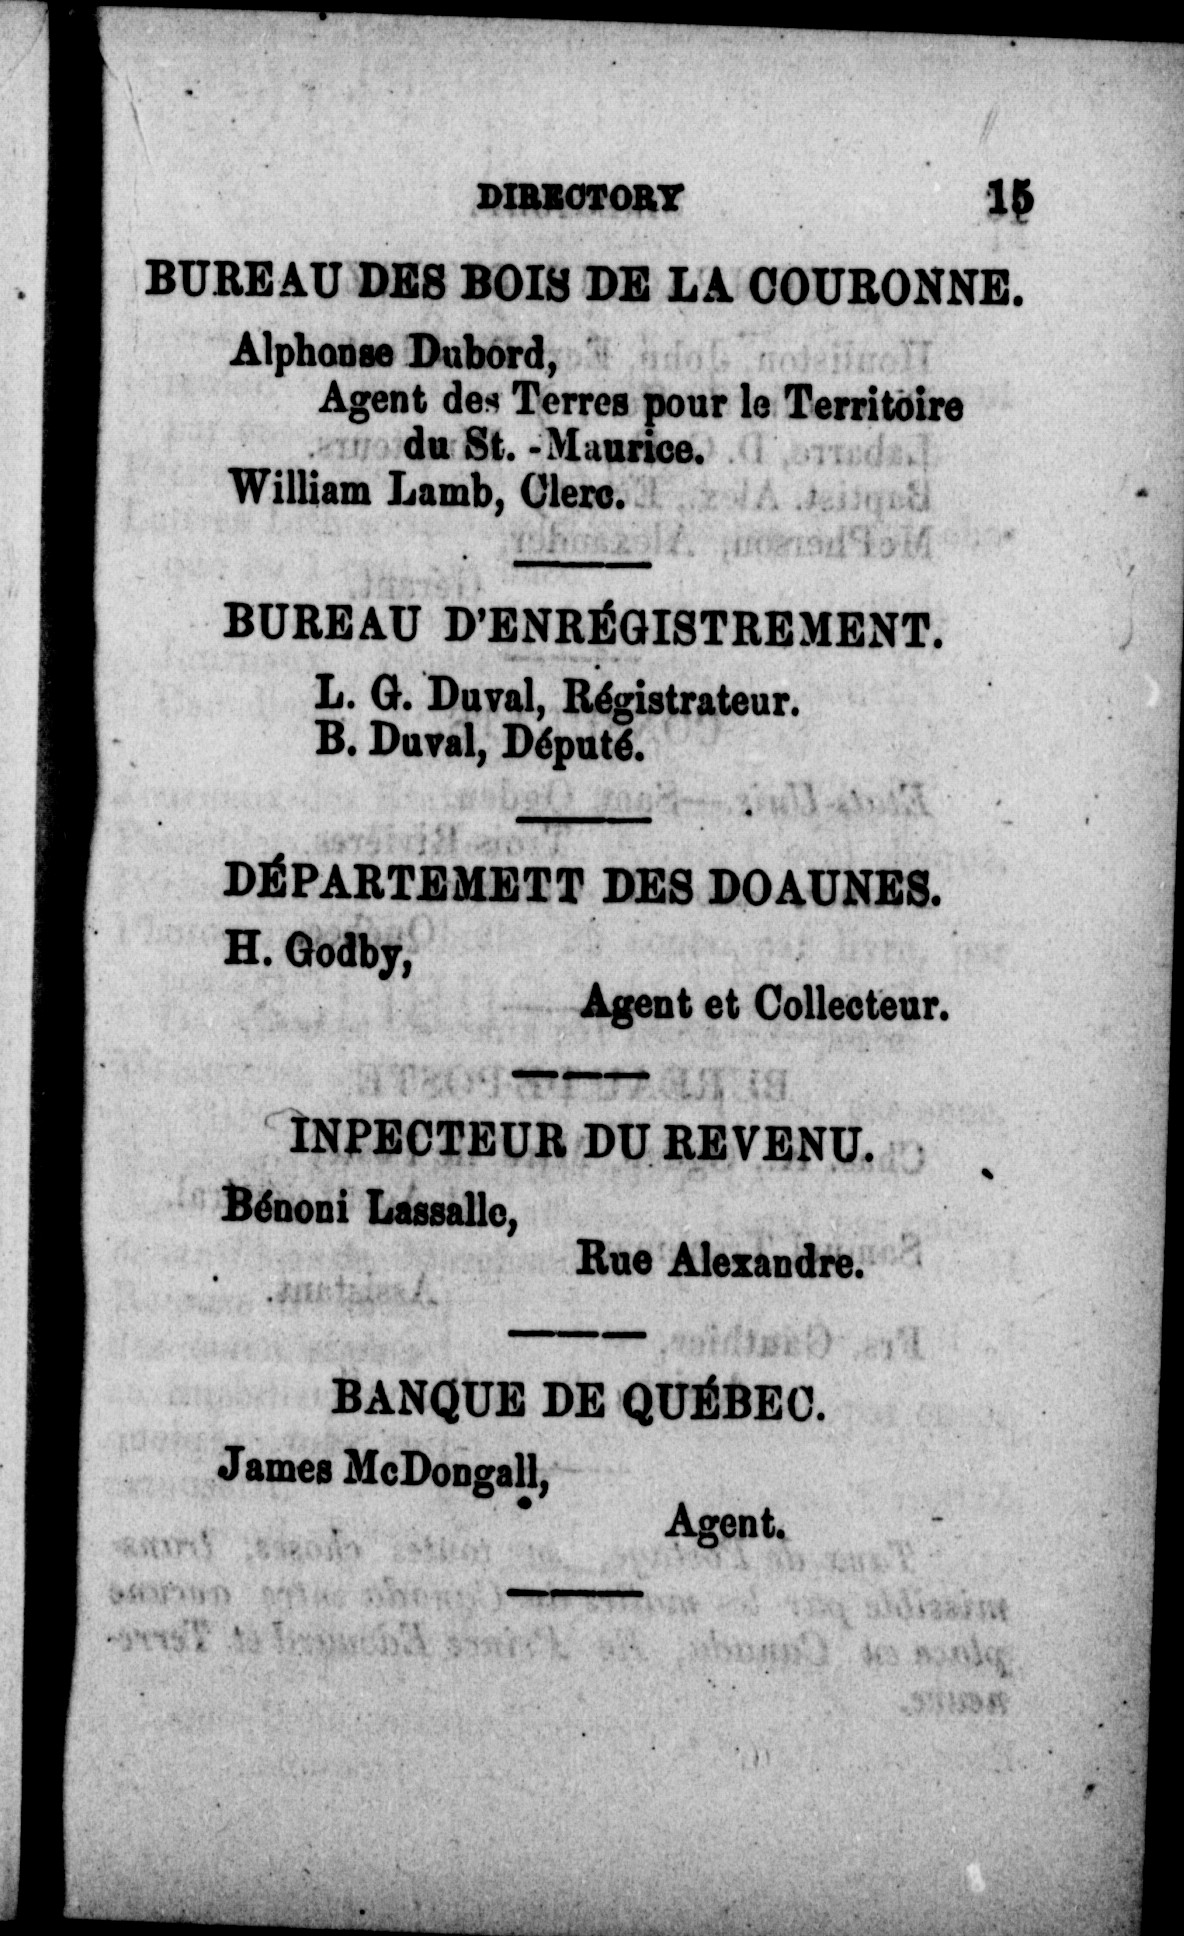 DIRECTORY 15
BUREAU DES BOIS DE LA COURONNE.
Alphonse Dubord,
Agent des Terres pour le Territoire
du St. -Maurice.
William Lamb, Clerc.
BUREAU D'ENRÉGISTREMENT.
L. G. Duval, Régistrateur.
B. Duval, Député.
DÉPARTEMETT DES DOAUNES.
H. Godby,
Agent et Collecteur.
INPECTEUR DU REVENU.
Bénoni Lassalle,
Rue Alexandre.
BANQUE DE QUÉBEC.
James McDongall,
Agent.